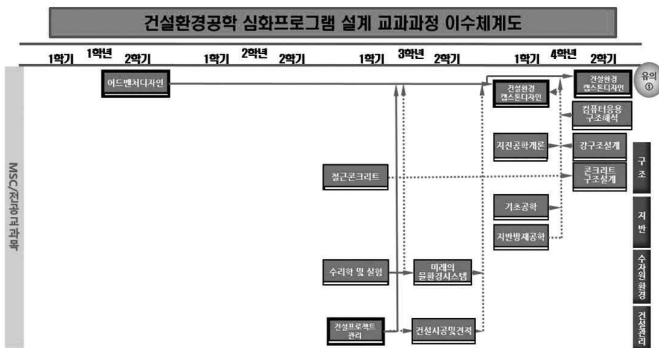 건설환경공학 심화프로그램 설계 교과과정 이수체계도
1학년 2학년 3학년 4학년
1학기 2학기 1학기 2학기 1학기 2학기 1학기 2학기
MSC/전공교과목
어드벤처디자인
건설환경
캡스톤디자인
건설환경
캡스톤디자인
유의
①
컴퓨터응용
구조해석
지진공학개론
강구조설계
철근콘크리트
콘크리트
구조설계
구조
기초공학
지반방재공학
지반
수리학 및 실험
미래의
물환경시스템
수자원환경
건설프로젝트
관리
건설시공및견적
건설관리